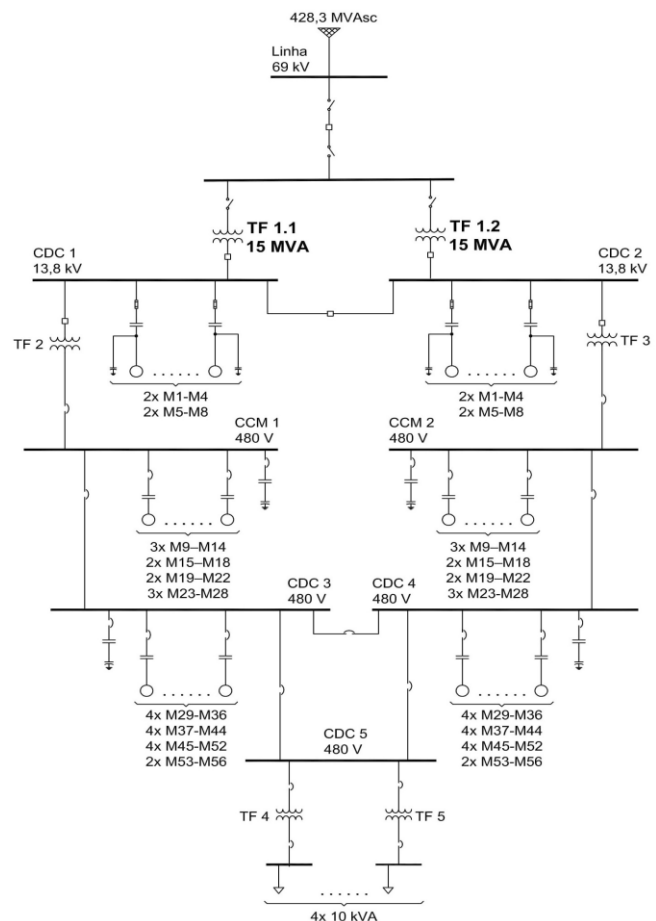 428,3 MVAsc
Linha
69 kV
TF 1.1
15 MVA
TF 1.2
15 MVA
CDC 1
13,8 kV
CDC 2
13,8 kV
TF 2
TF 3
2x M1-M4
2x M5-M8
2x M1-M4
2x M5-M8
CCM 1
480 V
CCM 2
480 V
3x M9–M14
2x M15–M18
2x M19–M22
3x M23-M28
3x M9–M14
2x M15–M18
2x M19–M22
3x M23-M28
CDC 3
480 V
CDC 4
480 V
4x M29-M36
4x M37-M44
4x M45-M52
2x M53-M56
4x M29-M36
4x M37-M44
4x M45-M52
2x M53-M56
CDC 5
480 V
TF 4
TF 5
4x 10 kVA